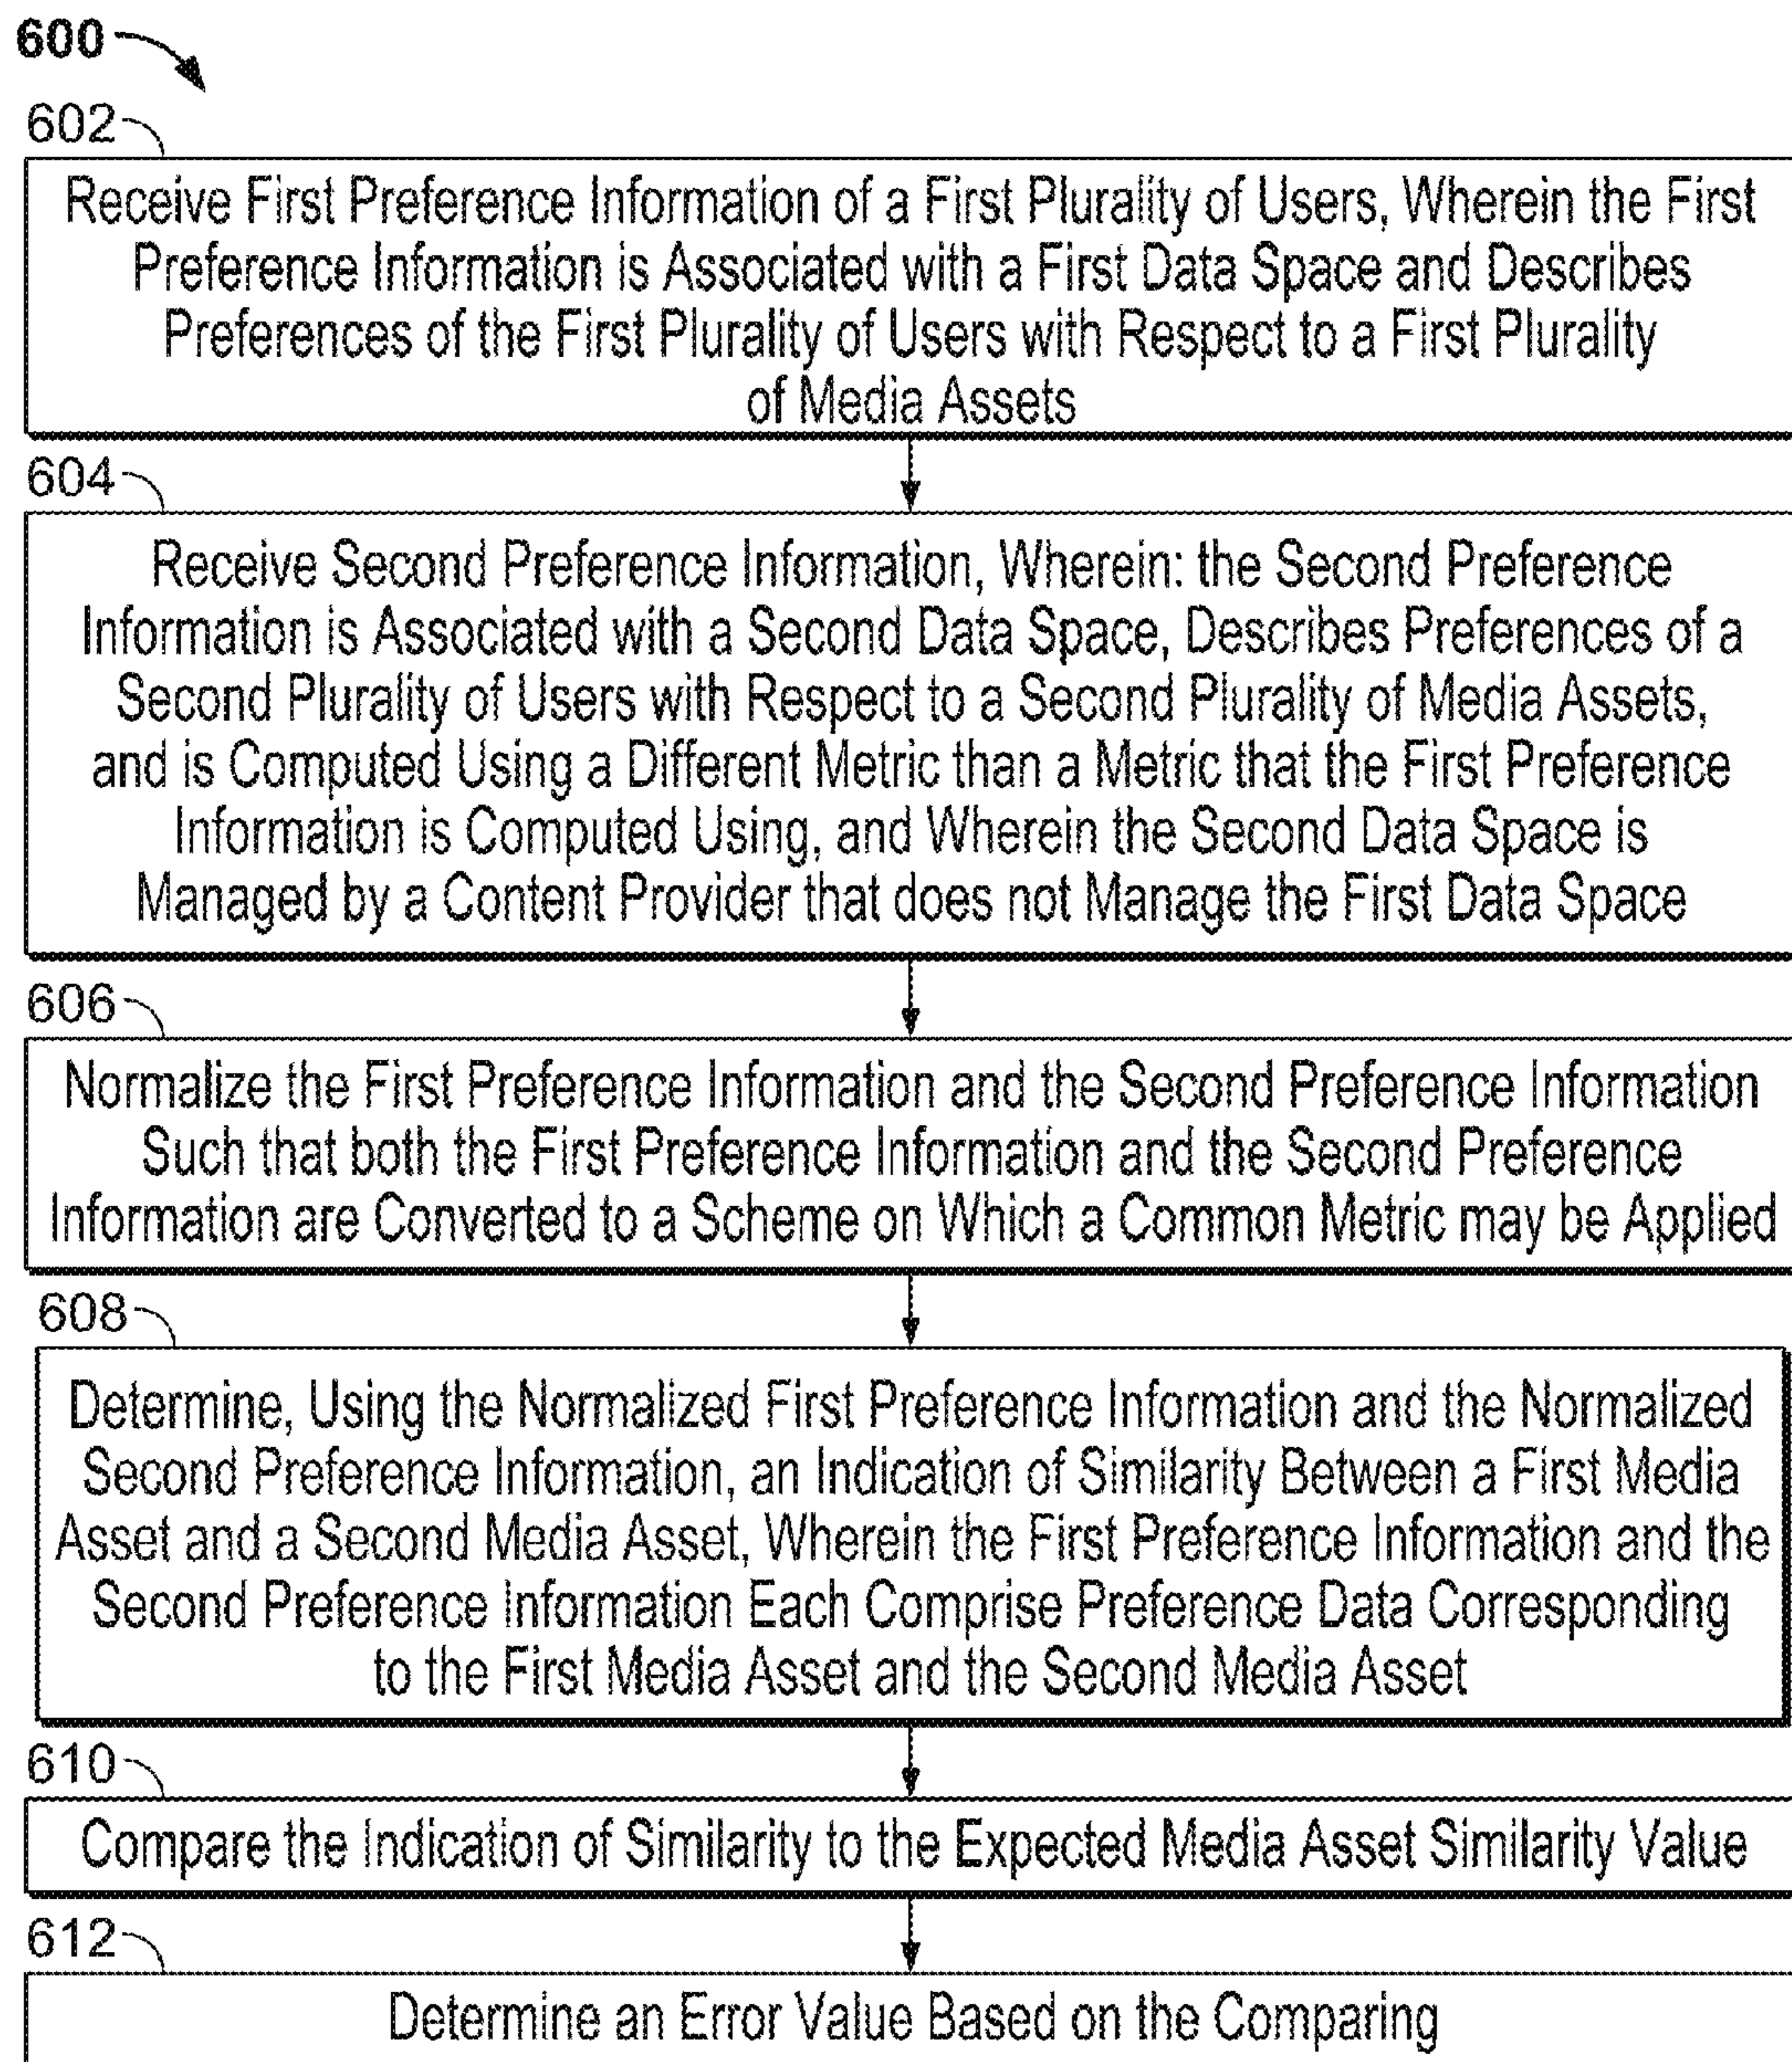 600
602
Receive First Preference Information of a First Plurality of Users, Wherein the First
Preference Information is Associated with a First Data Space and Describes
Preferences of the First Plurality of Users with Respect to a First Plurality
of Media Assets
604
Receive Second Preference Information, Wherein: the Second Preference
Information is Associated with a Second Data Space, Describes Preferences of a
Second Plurality of Users with Respect to a Second Plurality of Media Assets,
and is Computed Using a Different Metric than a Metric that the First Preference
Information is Computed Using, and Wherein the Second Data Space is
Managed by a Content Provider that does not Manage the First Data Space
606
Normalize the First Preference Information and the Second Preference Information
Such that both the First Preference Information and the Second Preference
Information are Converted to a Scheme on Which a Common Metric may be Applied
608
Determine, Using the Normalized First Preference Information and the Normalized
Second Preference Information, an Indication of Similarity Between a First Media
Asset and a Second Media Asset, Wherein the First Preference Information and the
Second Preference Information Each Comprise Preference Data Corresponding
to the First Media Asset and the Second Media Asset
610
Compare the Indication of Similarity to the Expected Media Asset Similarity Value
612
Determine an Error Value Based on the Comparing